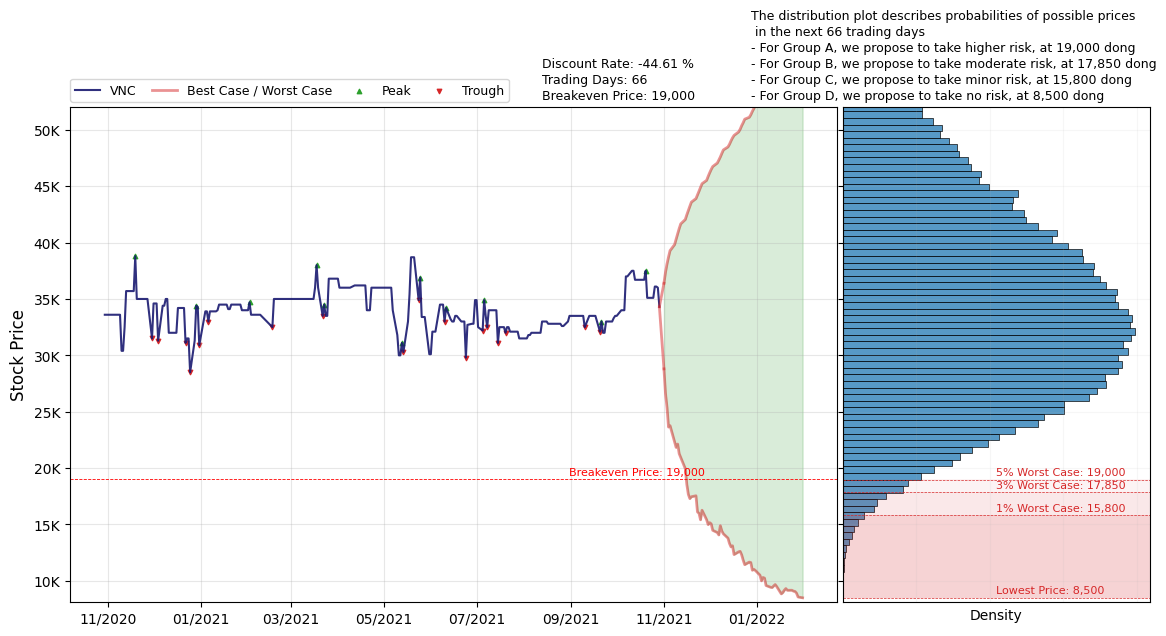 The distribution plot describes probabilities of possible prices
in the next 66 trading days
- For Group A, we propose to take higher risk, at 19,000 dong
- For Group B, we propose to take moderate risk, at 17,850 dong
- For Group C, we propose to take minor risk, at 15,800 dong
- For Group D, we propose to take no risk, at 8,500 dong
Discount Rate: -44.61 %
Trading Days: 66
Breakeven Price: 19,000
VNC Best Case / Worst Case Peak Trough
Stock Price
50K
45K
40K
35K
30K
25K
20K
15K
10K
Breakeven Price: 19,000
5% Worst Case: 19,000
3% Worst Case: 17,850
1% Worst Case: 15,800
Lowest Price: 8,500
11/2020 01/2021 03/2021 05/2021 07/2021 09/2021 11/2021 01/2022
Density